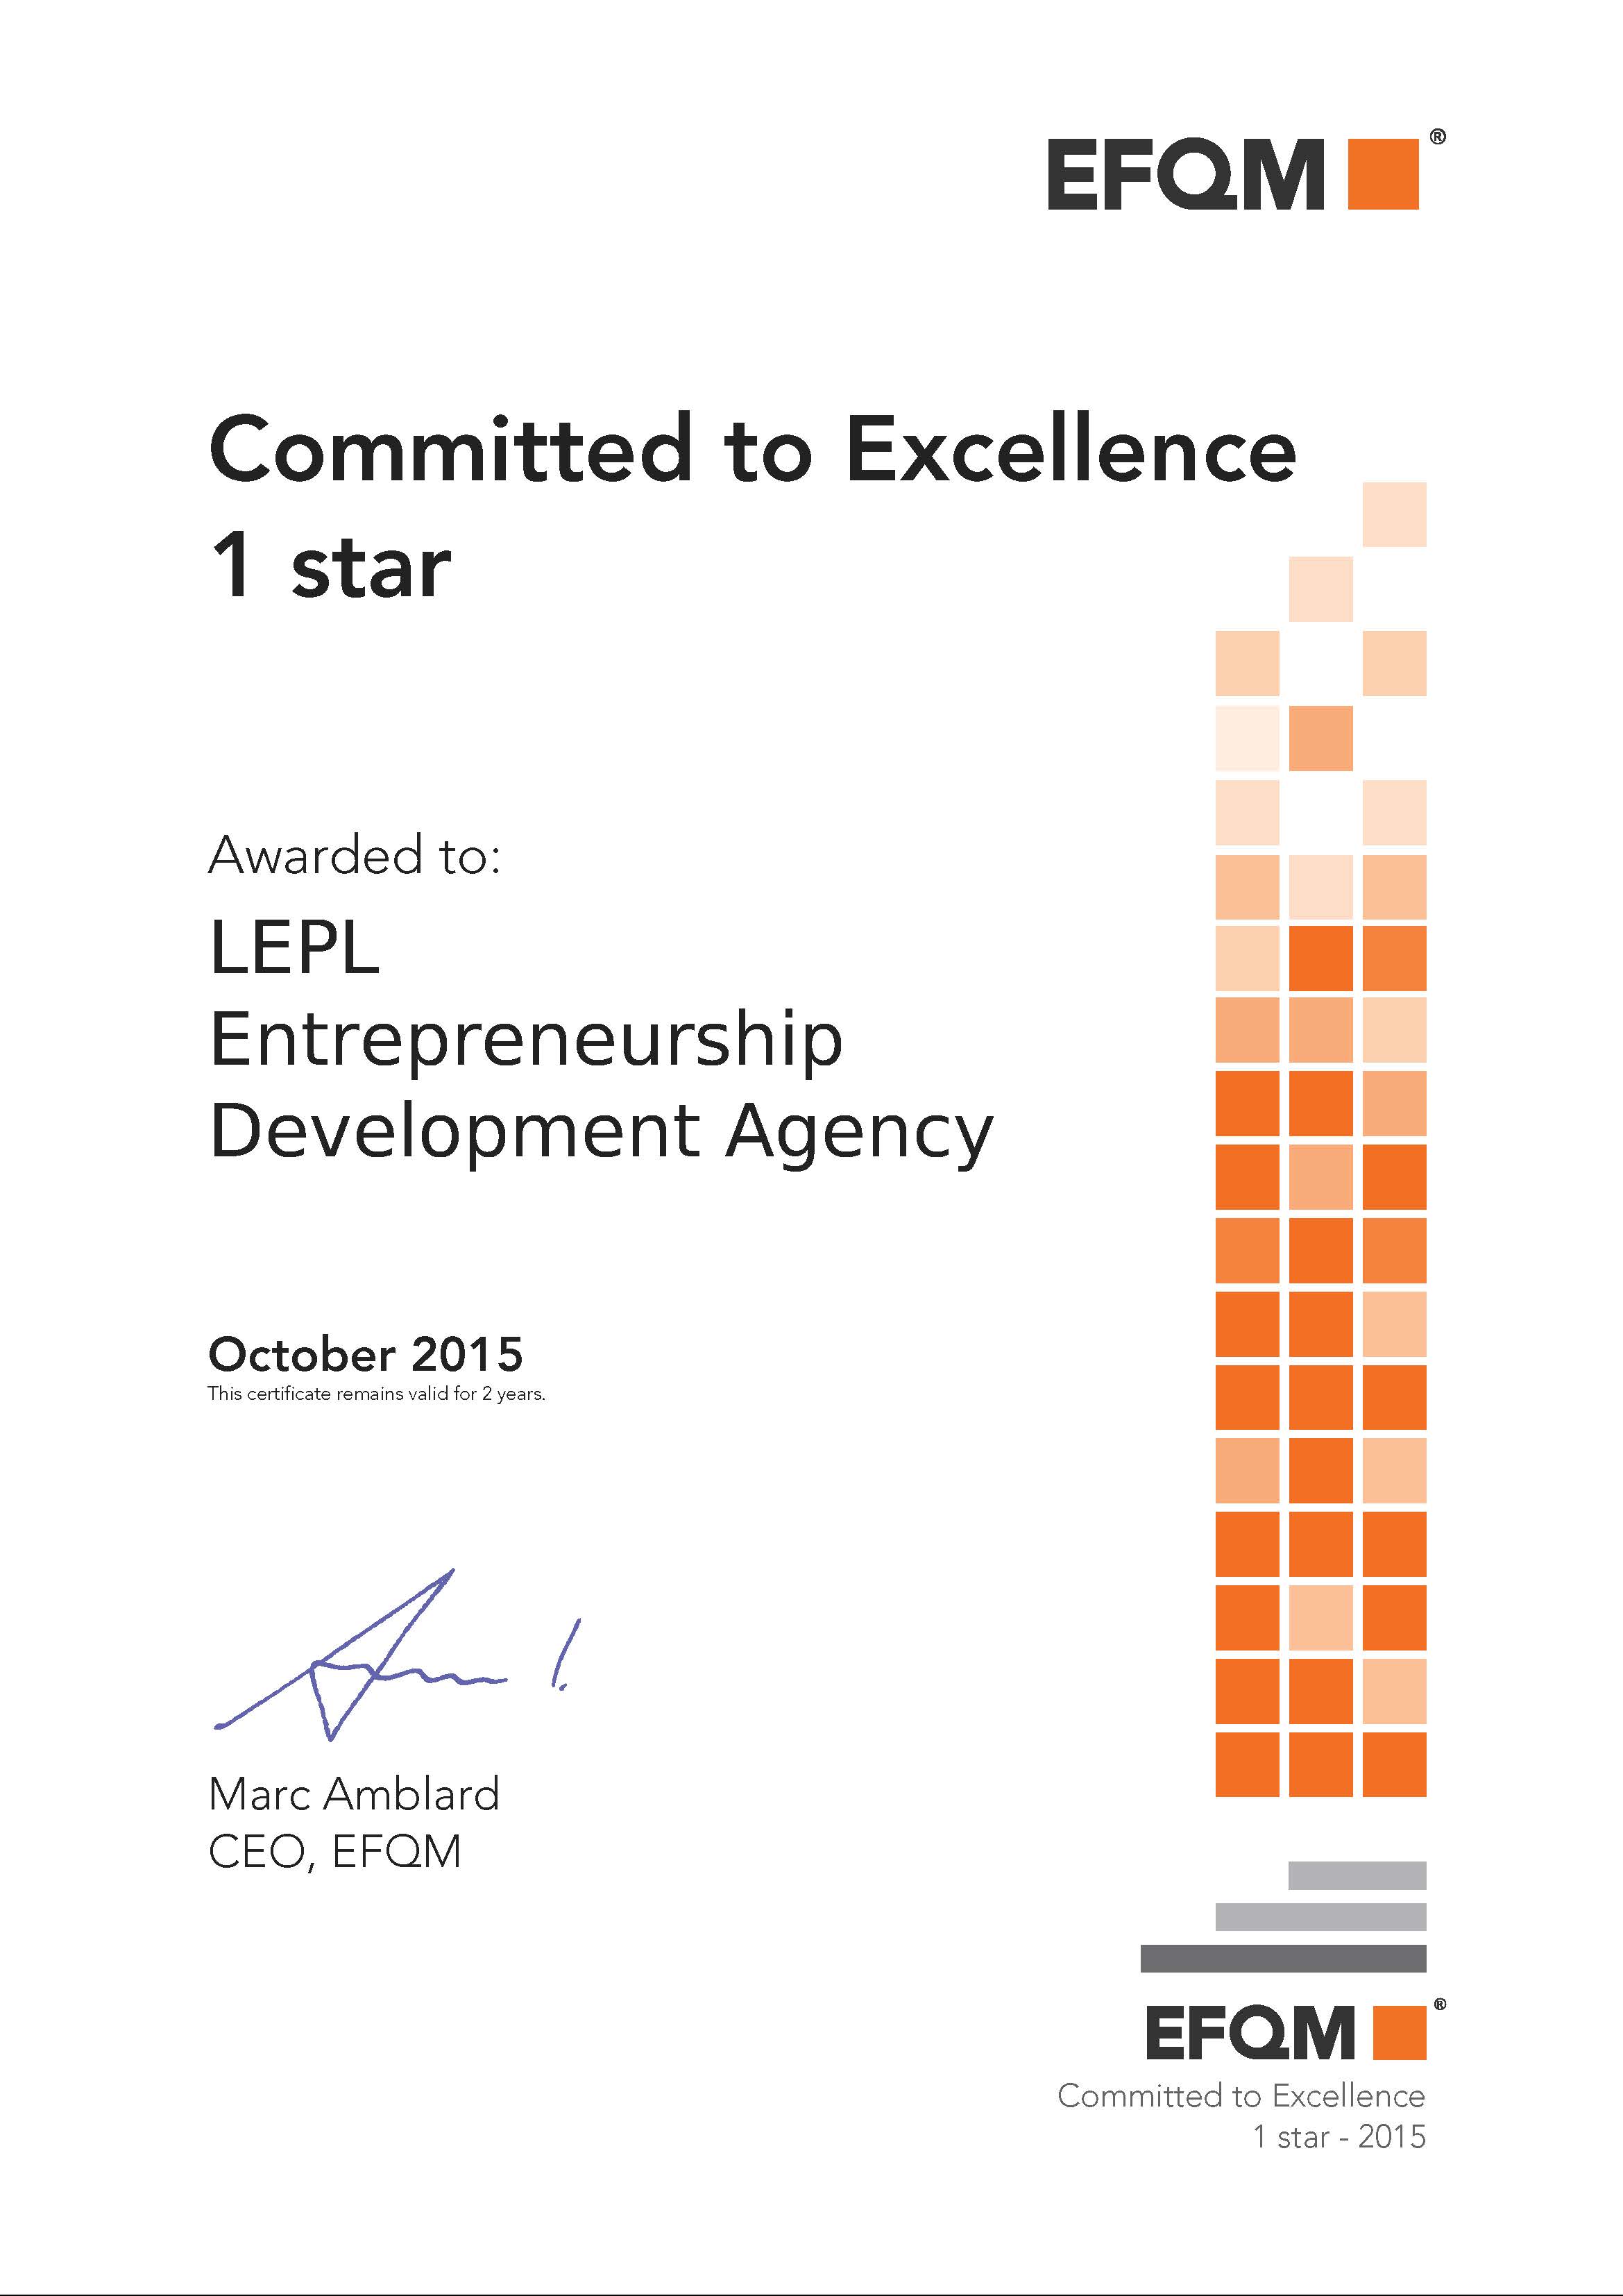 EFQM ®
Committed to Excellence
1 star
Awarded to:
LEPL
Entrepreneurship
Development Agency
October 2015
This certificate remains valid for 2 years.
Marc Amblard
CEO, EFQM
EFQM ®
Committed to Excellence
1 star - 2015